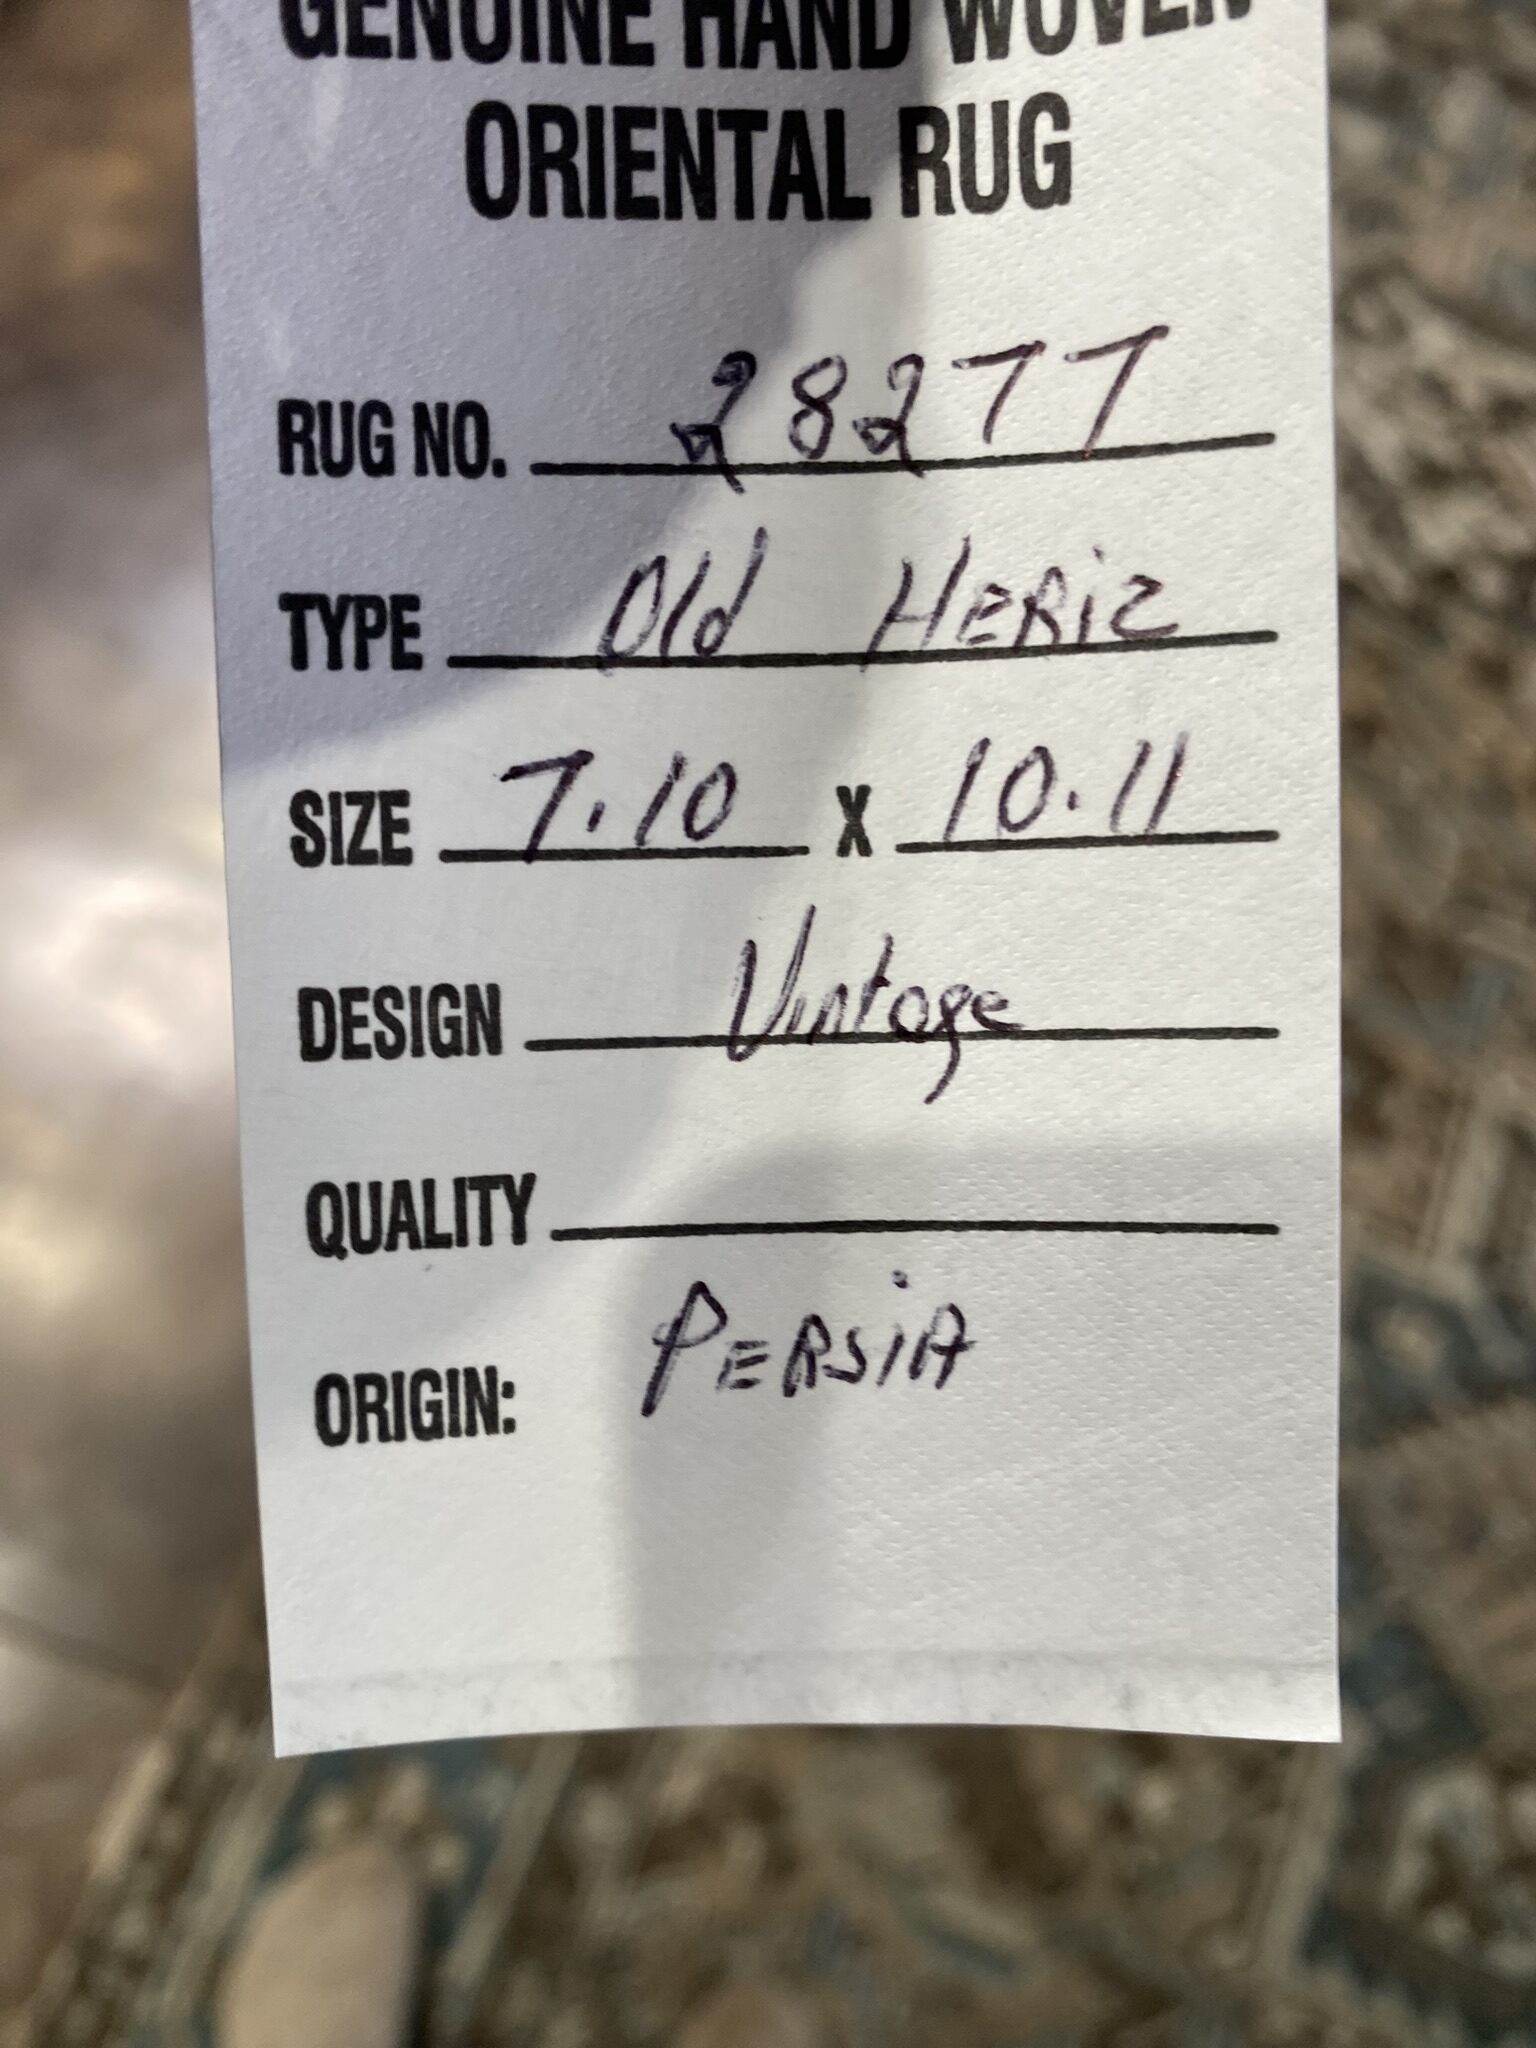 GENUINE HAND WOVEN
ORIENTAL RUG
RUG NO. 28277
TYPE Old HERiz
SIZE 7.10 X 10.11
DESIGN Vintage
QUALITY
ORIGIN: PERSiA